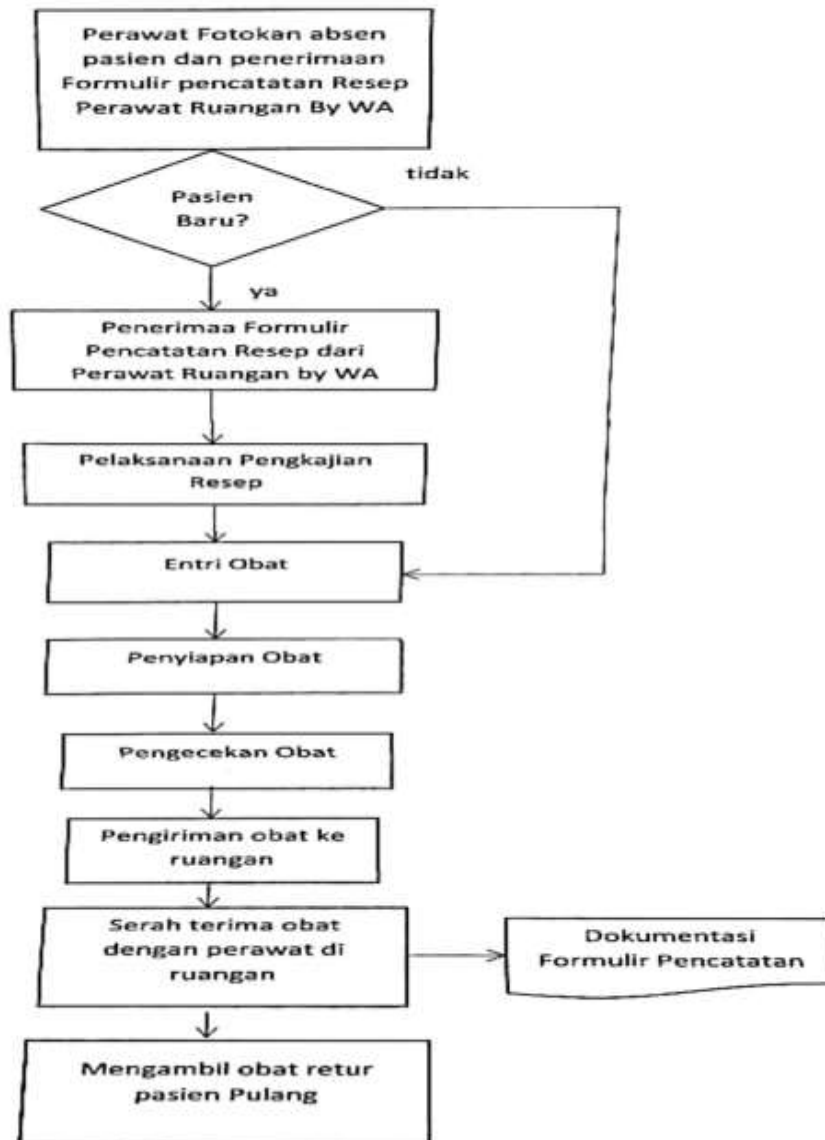 Perawat Fotokan absen
pasien dan penerimaan
Formulir pencatatan Resep
Perawat Ruangan By WA
tidak
Pasien
Baru?
ya
Penerimaa Formulir
Pencatatan Resep dari
Perawat Ruangan by WA
Pelaksanaan Pengkajian
Resep
Entri Obat
Penyiapan Obat
Pengecekan Obat
Pengiriman obat ke
ruangan
Serah terima obat
dengan perawat di
ruangan
Dokumentasi
Formulir Pencatatan
Mengambil obat retur
pasien Pulang